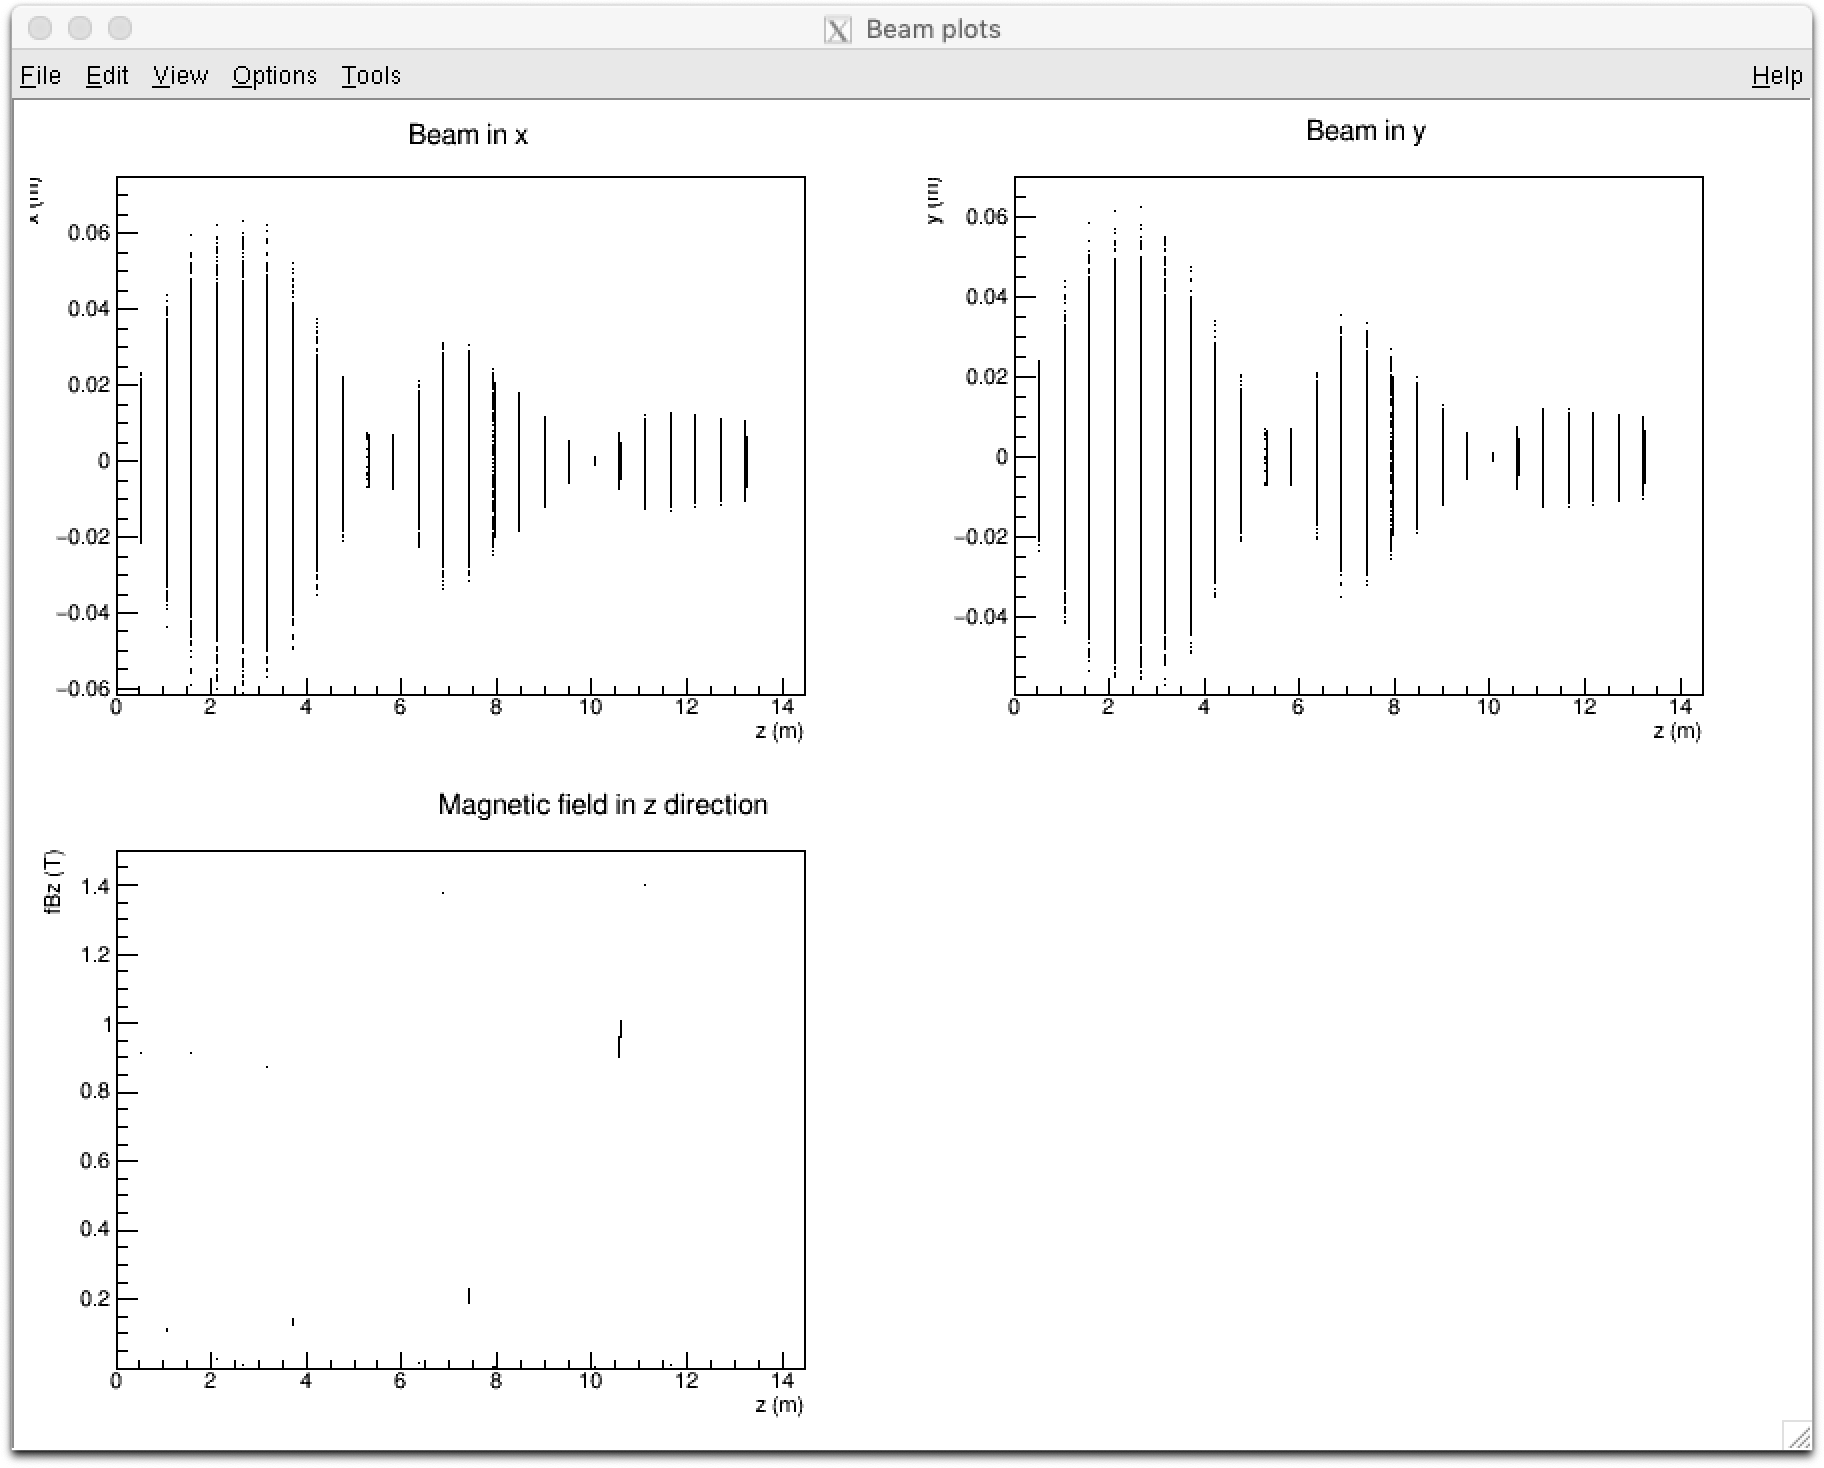 Beam plots
File Edit View Options Tools Help
Beam in x
x (m)
0.06
0.04
0.02
0
−0.02
−0.04
−0.06
0 2 4 6 8 10 12 14
z (m)
Beam in y
y (m)
0.06
0.04
0.02
0
−0.02
−0.04
0 2 4 6 8 10 12 14
z (m)
Magnetic field in z direction
fBz (T)
1.4
1.2
1
0.8
0.6
0.4
0.2
0 2 4 6 8 10 12 14
z (m)